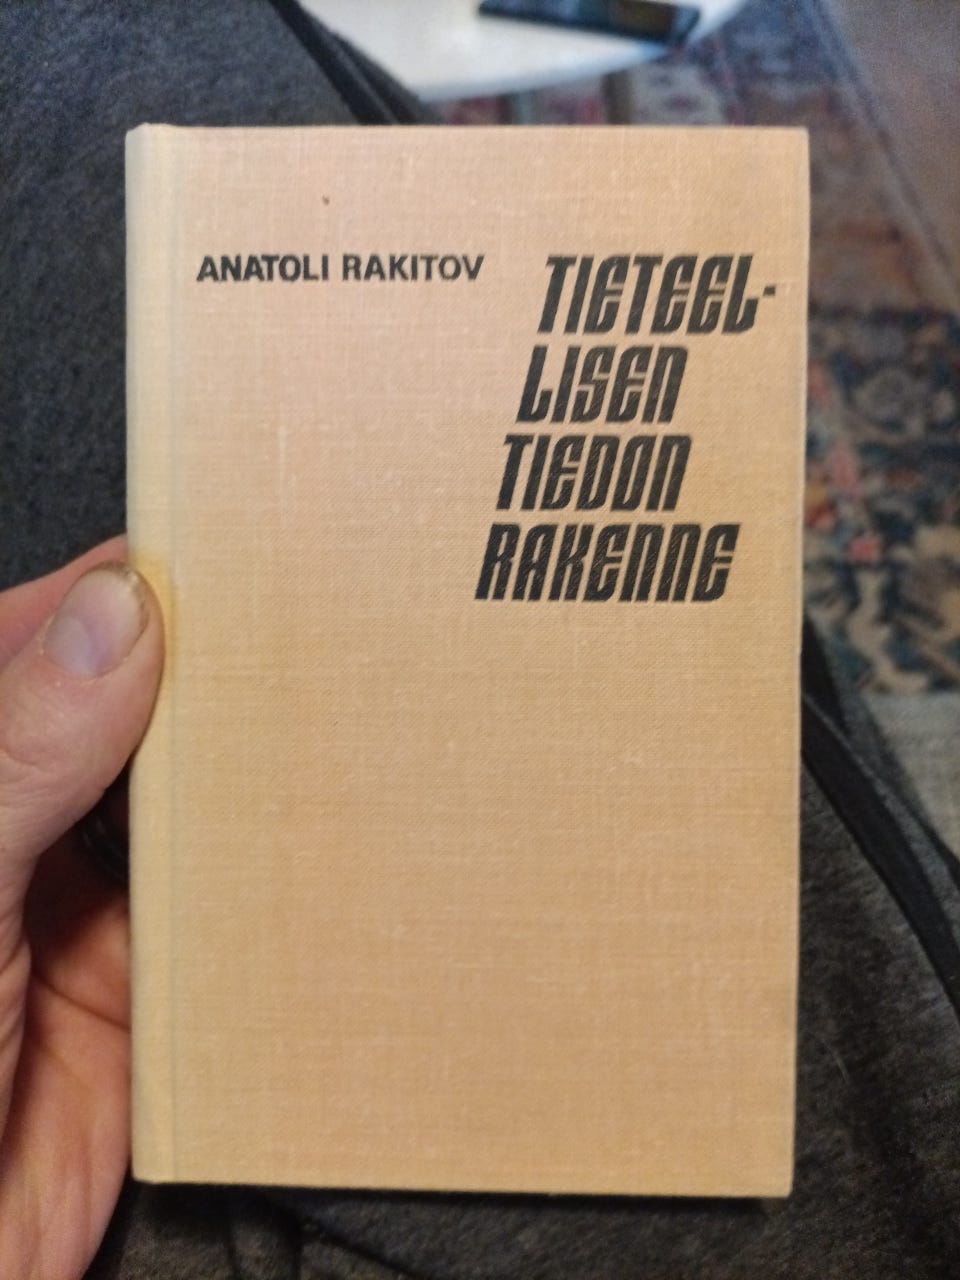 ANATOLI RAKITOV
TIETEEL-
LISEN
TIEDON
RAKENNE